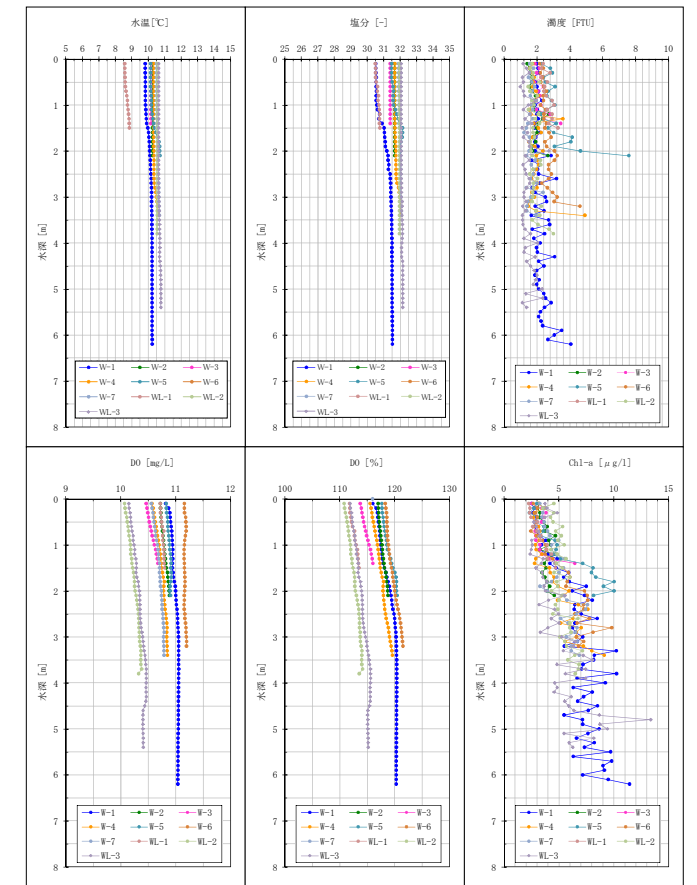 水温[℃]
5 6 7 8 9 10 11 12 13 14 15
0
1
2
3
4
5
6
7
8
水深 [m]
W-1 W-2 W-3
W-4 W-5 W-6
W-7 WL-1 WL-2
WL-3
塩分 [-]
25 26 27 28 29 30 31 32 33 34 35
0
1
2
3
4
5
6
7
8
水深 [m]
W-1 W-2 W-3
W-4 W-5 W-6
W-7 WL-1 WL-2
WL-3
濁度 [FTU]
0 2 4 6 8 10
0
1
2
3
4
5
6
7
8
水深 [m]
W-1 W-2 W-3
W-4 W-5 W-6
W-7 WL-1 WL-2
WL-3
DO [mg/L]
9 10 11 12
0
1
2
3
4
5
6
7
8
水深 [m]
W-1 W-2 W-3
W-4 W-5 W-6
W-7 WL-1 WL-2
WL-3
DO [%]
100 110 120 130
0
1
2
3
4
5
6
7
8
水深 [m]
W-1 W-2 W-3
W-4 W-5 W-6
W-7 WL-1 WL-2
WL-3
Chl-a [μg/l]
0 5 10 15
0
1
2
3
4
5
6
7
8
水深 [m]
W-1 W-2 W-3
W-4 W-5 W-6
W-7 WL-1 WL-2
WL-3